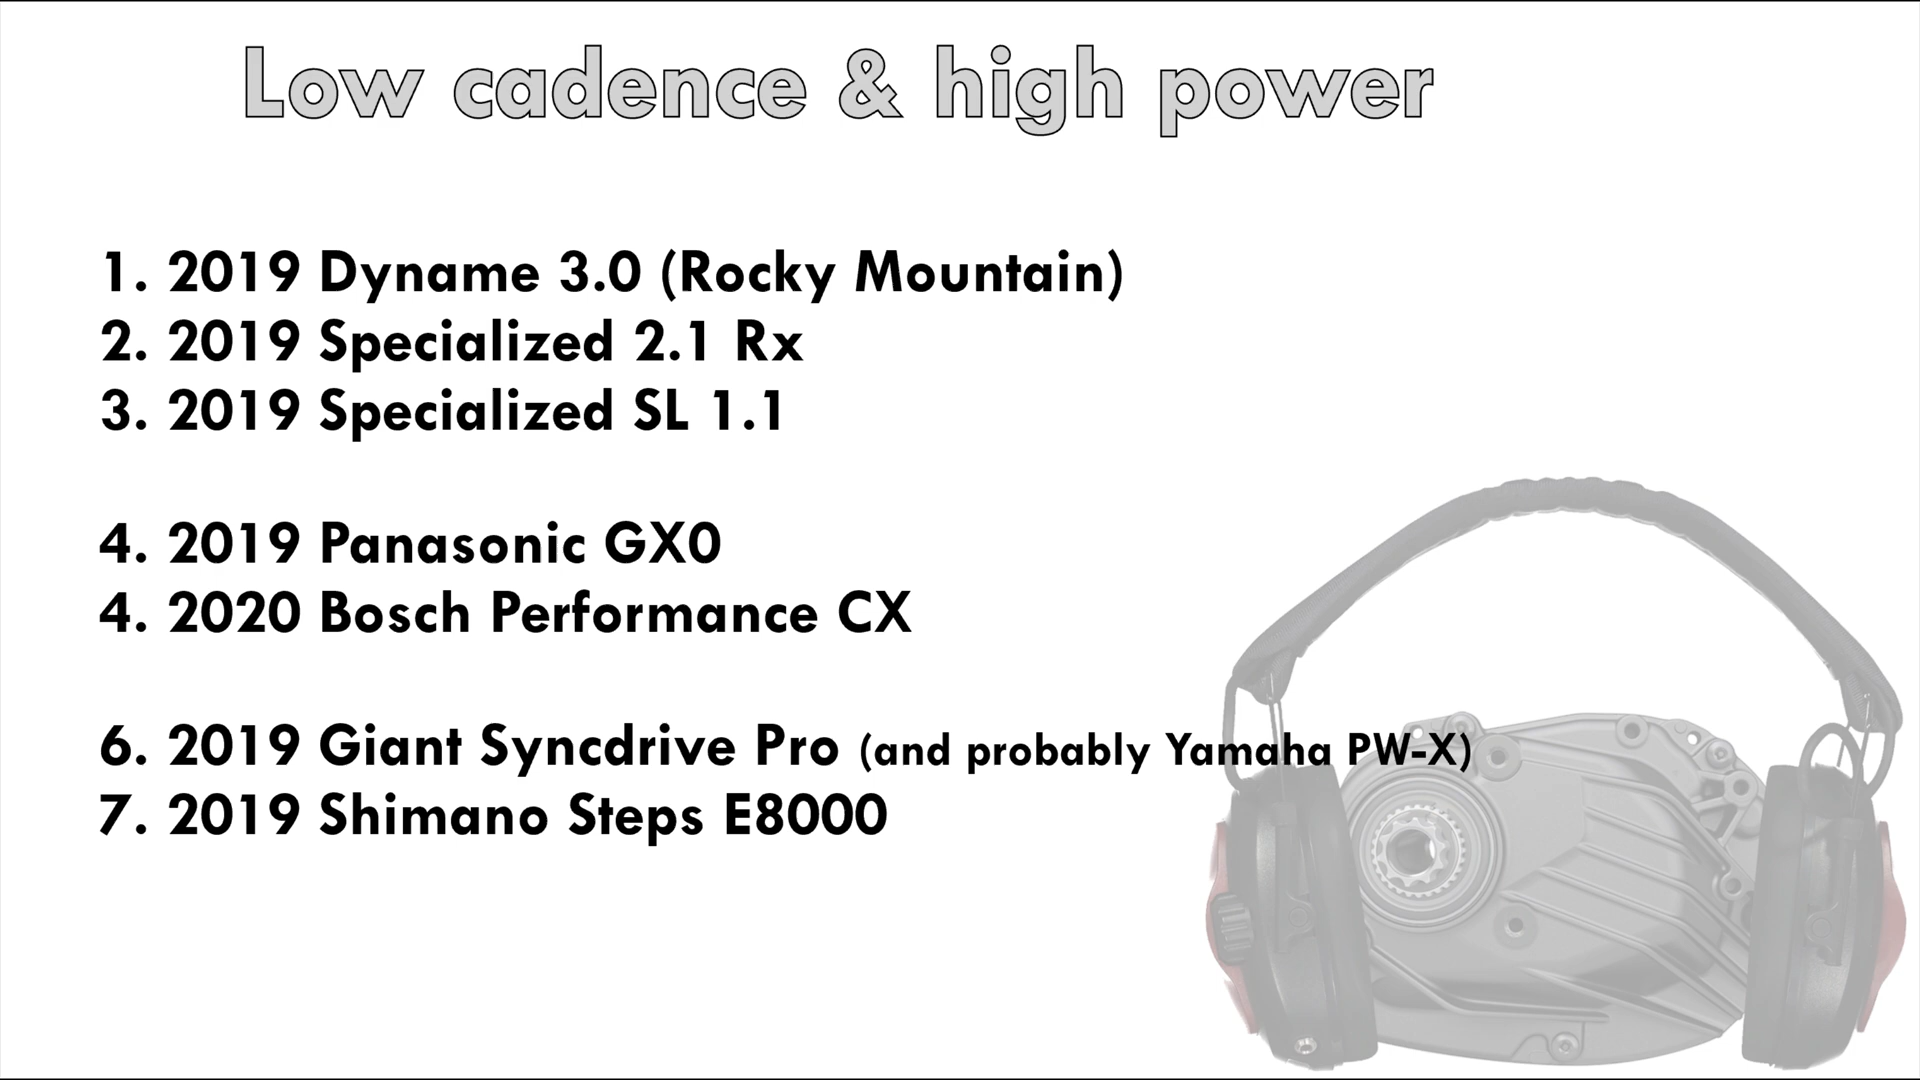 Low cadence & high power
1. 2019 Dyname 3.0 (Rocky Mountain)
2. 2019 Specialized 2.1 Rx
3. 2019 Specialized SL 1.1
4. 2019 Panasonic GX0
4. 2020 Bosch Performance CX
6. 2019 Giant Syncdrive Pro (and probably Yamaha PW-X)
7. 2019 Shimano Steps E8000